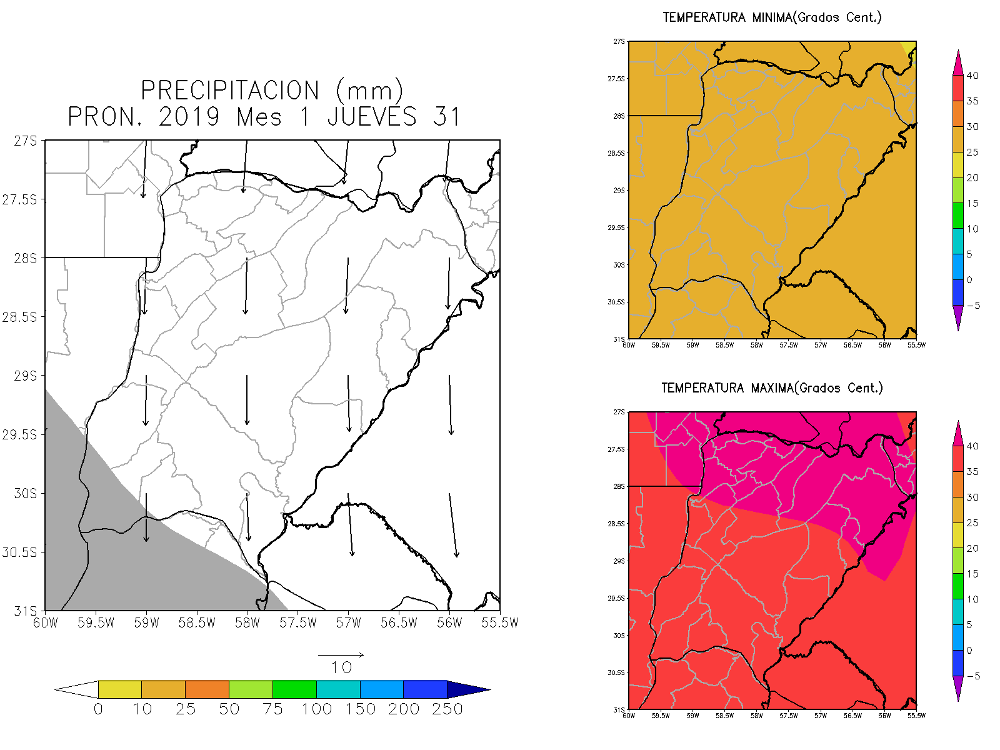 PRECIPITACION (mm)
PRON. 2019 Mes 1 JUEVES 31
27S
27.5S
28S
28.5S
29S
29.5S
30S
30.5S
31S
60W 59.5W 59W 58.5W 58W 57.5W 57W 56.5W 56W 55.5W
10
0 10 25 50 75 100 150 200 250
TEMPERATURA MINIMA(Grados Cent.)
27S
27.5S
28S
28.5S
29S
29.5S
30S
30.5S
31S
60W 59.5W 59W 58.5W 58W 57.5W 57W 56.5W 56W 55.5W
40
35
30
25
20
15
10
5
0
-5
TEMPERATURA MAXIMA(Grados Cent.)
27S
27.5S
28S
28.5S
29S
29.5S
30S
30.5S
31S
60W 59.5W 59W 58.5W 58W 57.5W 57W 56.5W 56W 55.5W
40
35
30
25
20
15
10
5
0
-5